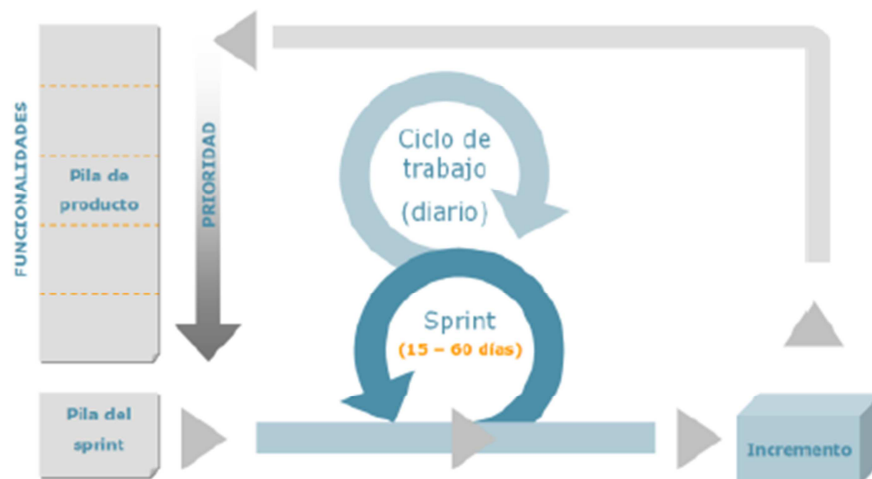 FUNCIONALIDADES
Pila de
producto
PRIORIDAD
Ciclo de
trabajo
(diario)
Sprint
(15 – 60 días)
Pila del
sprint
Incremento